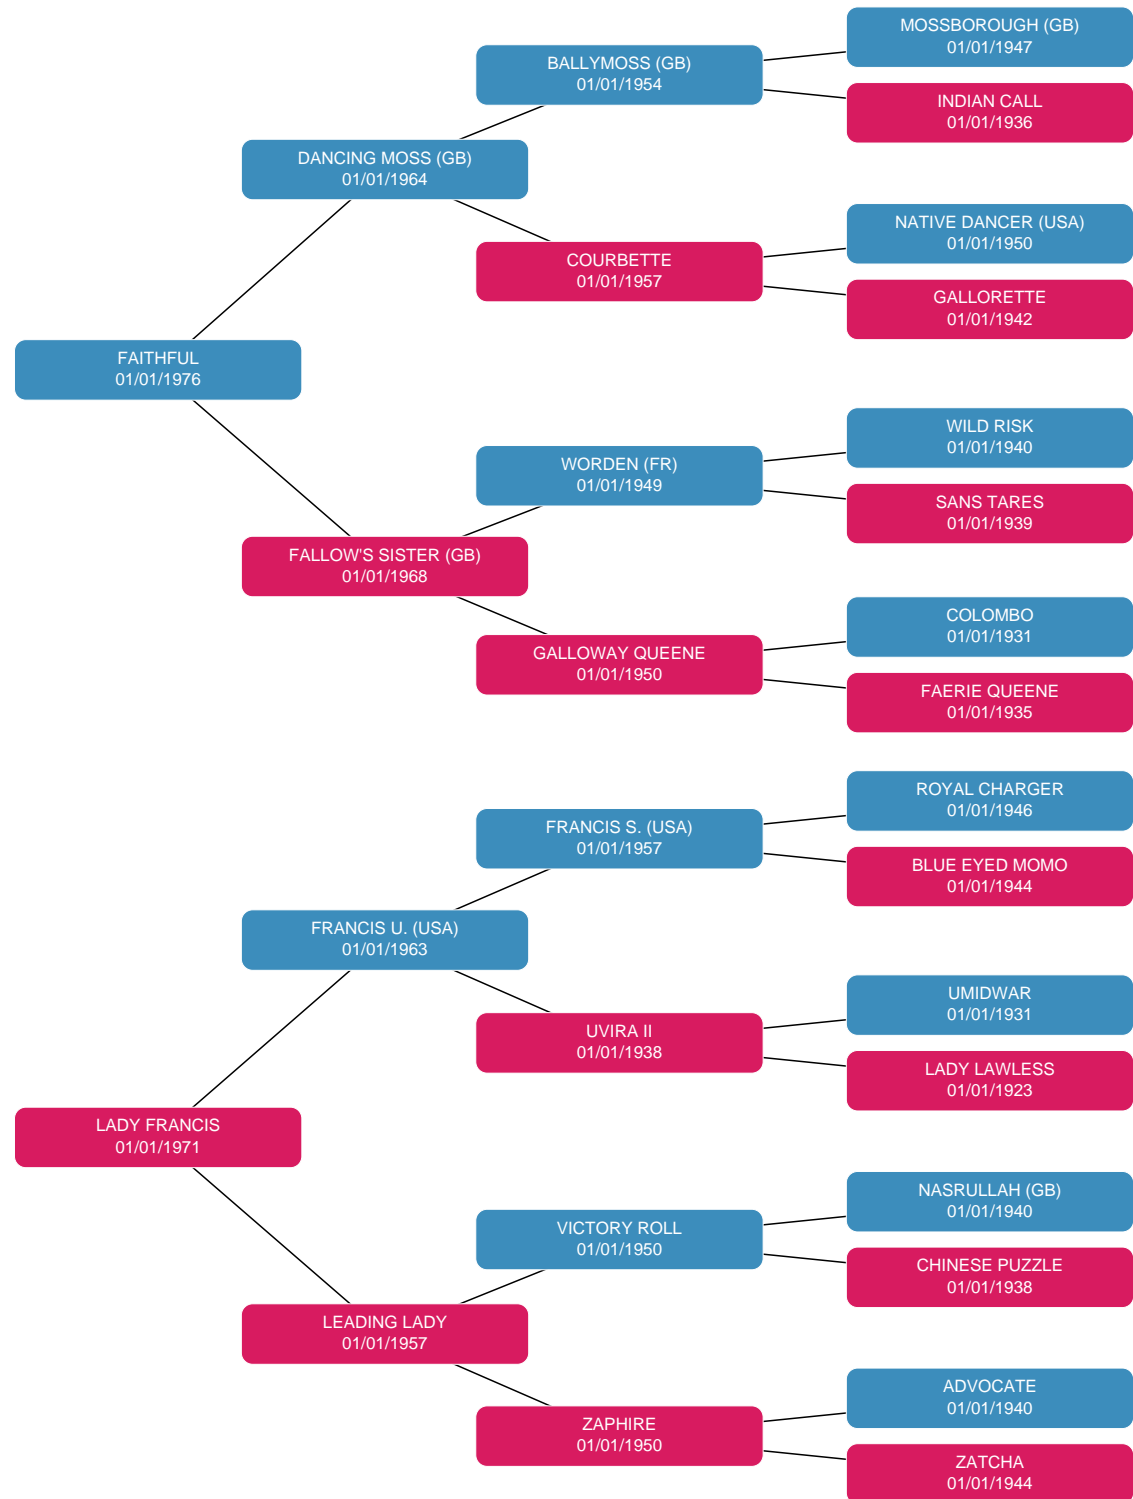 MOSSBOROUGH (GB)
01/01/1947
BALLYMOSS (GB)
01/01/1954
INDIAN CALL
01/01/1936
DANCING MOSS (GB)
01/01/1964
NATIVE DANCER (USA)
01/01/1950
COURBETTE
01/01/1957
GALLORETTE
01/01/1942
FAITHFUL
01/01/1976
WILD RISK
01/01/1940
WORDEN (FR)
01/01/1949
SANS TARES
01/01/1939
FALLOW'S SISTER (GB)
01/01/1968
COLOMBO
01/01/1931
GALLOWAY QUEENE
01/01/1950
FAERIE QUEENE
01/01/1935
ROYAL CHARGER
01/01/1946
FRANCIS S. (USA)
01/01/1957
BLUE EYED MOMO
01/01/1944
FRANCIS U. (USA)
01/01/1963
UMIDWAR
01/01/1931
UVIRA II
01/01/1938
LADY LAWLESS
01/01/1923
LADY FRANCIS
01/01/1971
NASRULLAH (GB)
01/01/1940
VICTORY ROLL
01/01/1950
CHINESE PUZZLE
01/01/1938
LEADING LADY
01/01/1957
ADVOCATE
01/01/1940
ZAPHIRE
01/01/1950
ZATCHA
01/01/1944